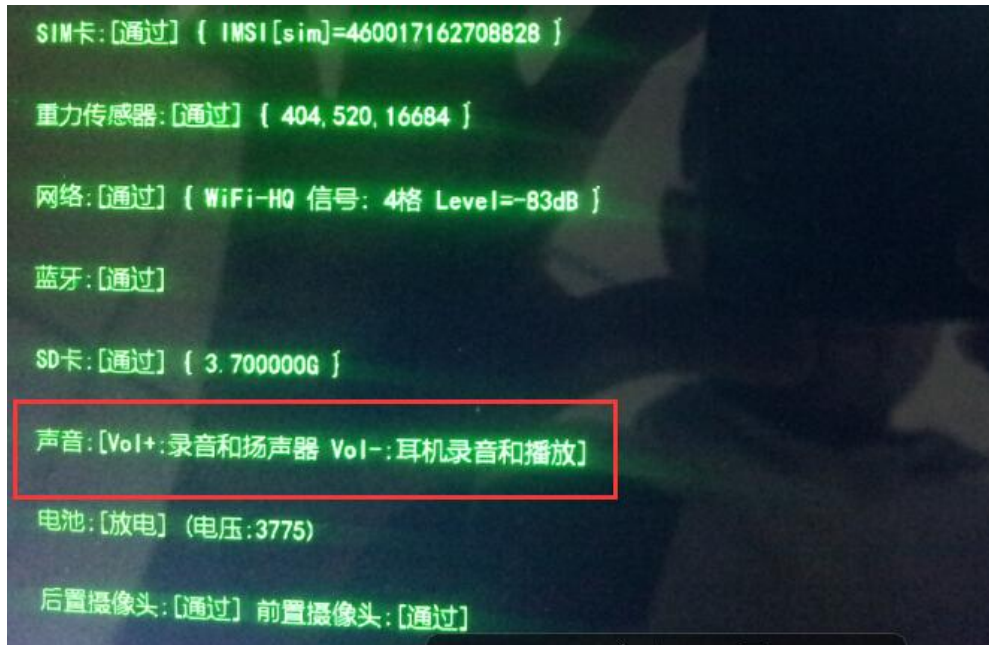 SIM卡:[通过] { IMSI[sim]=460017162708828 }
重力传感器:[通过] { 404,520,16684 }
网络:[通过] { WiFi-HQ 信号: 4格 Level=-83dB }
蓝牙:[通过]
SD卡:[通过] { 3.700000G }
声音:[Vol+:录音和扬声器 Vol-:耳机录音和播放]
电池:[放电] (电压:3775)
后置摄像头:[通过] 前置摄像头:[通过]